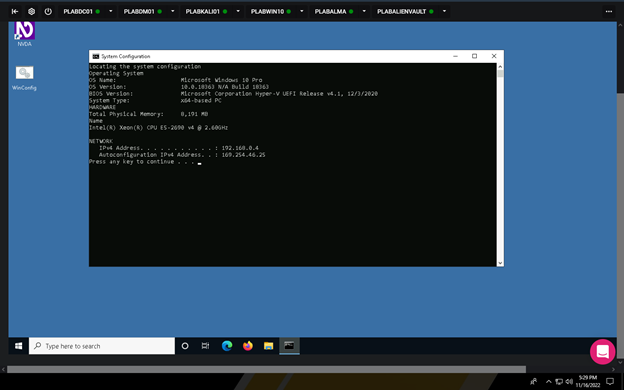 PLABDC01 PLABDM01 PLABKALI01 PLABWIN10 PLABALMA PLABALIENVAULT
NVDA
WinConfig
System Configuration
Locating the system configuration
Operating System
OS Name: Microsoft Windows 10 Pro
OS Version: 10.0.18363 N/A Build 18363
BIOS Version: Microsoft Corporation Hyper-V UEFI Release v4.1, 12/3/2020
System Type: x64-based PC
HARDWARE
Total Physical Memory: 8,191 MB
Name
Intel(R) Xeon(R) CPU E5-2690 v4 @ 2.60GHz
NETWORK
IPv4 Address. . . . . . . . . . . : 192.168.0.4
Autoconfiguration IPv4 Address. . : 169.254.46.25
Press any key to continue . . .
Type here to search
5:29 PM
11/16/2022